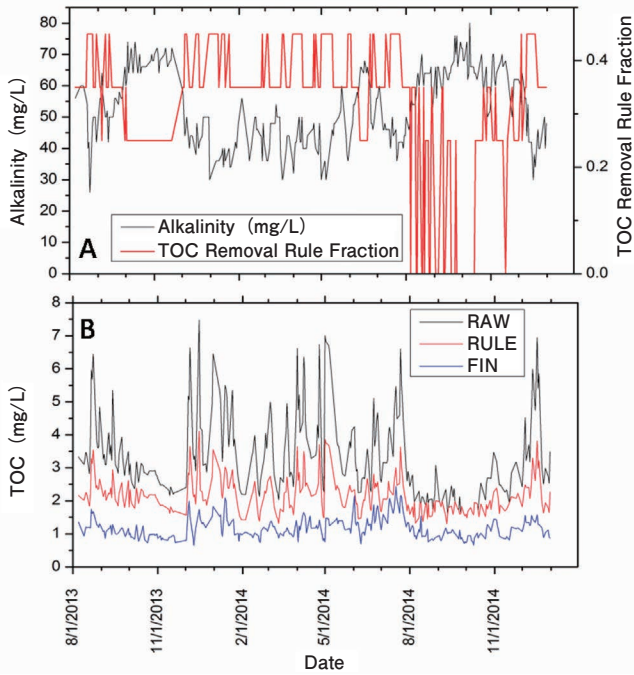 80
70
60
50
40
30
20
10
0
Alkalinity (mg/L)
0.4
0.2
0.0
TOC Removal Rule Fraction
A
Alkalinity (mg/L)
TOC Removal Rule Fraction
8
7
6
5
4
3
2
1
0
TOC (mg/L)
B
RAW
RULE
FIN
8/1/2013
11/1/2013
2/1/2014
5/1/2014
8/1/2014
11/1/2014
Date